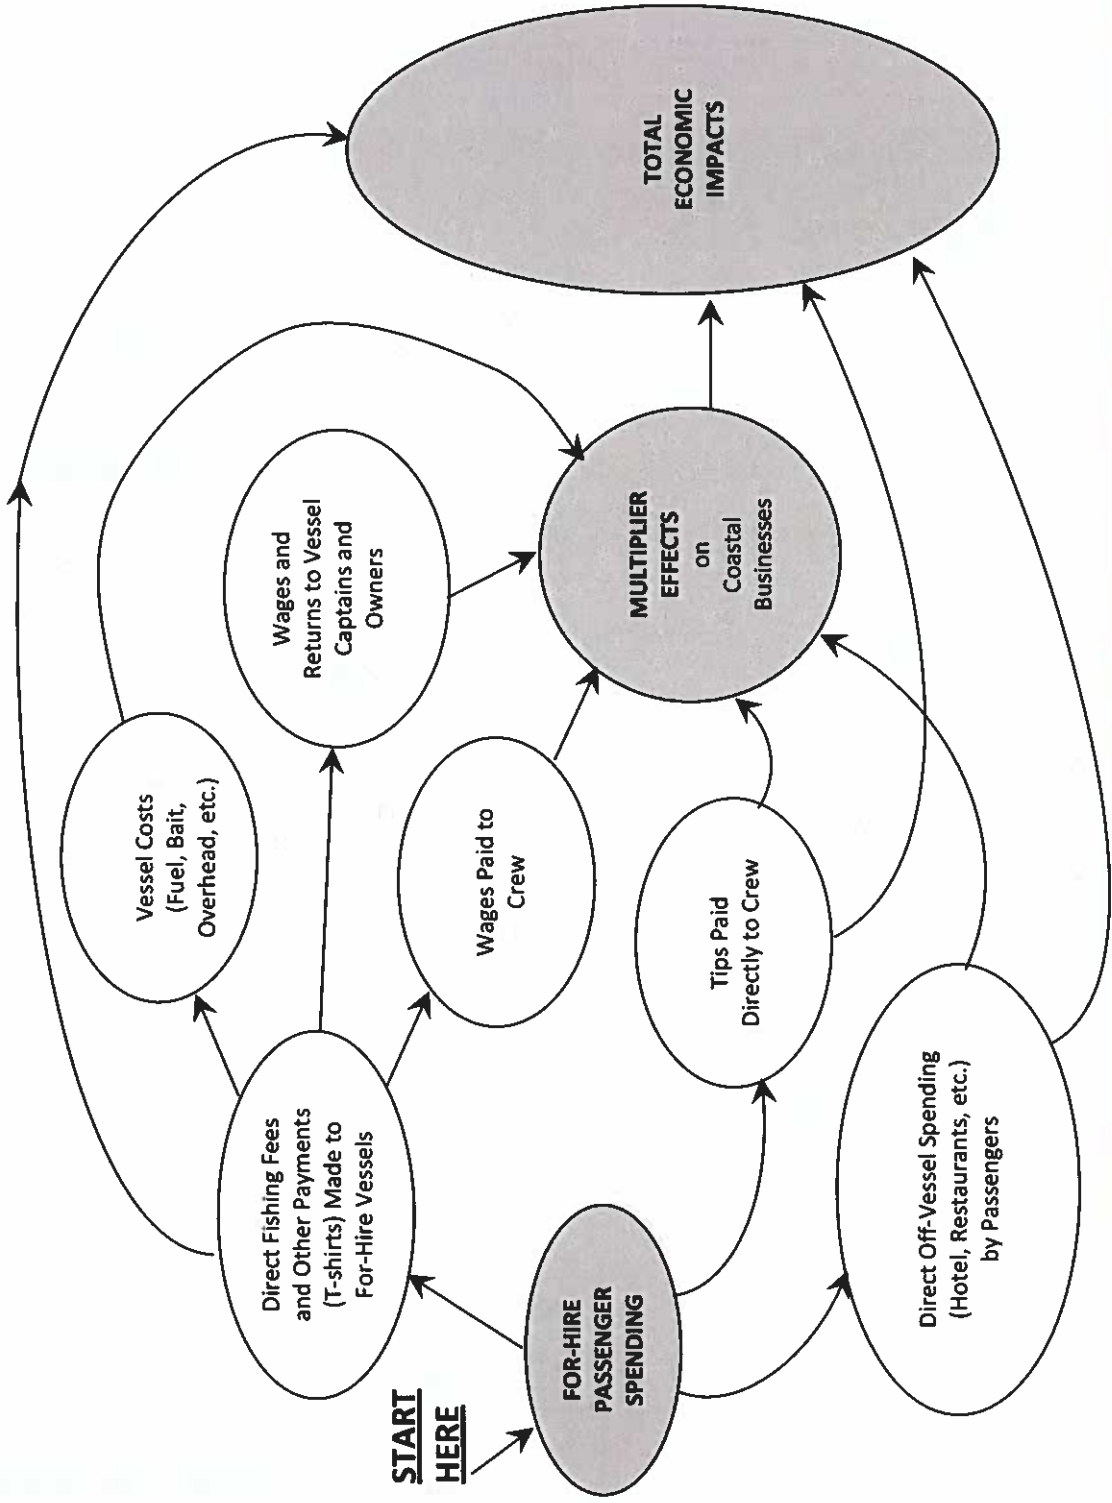 START
HERE
FOR-HIRE
PASSENGER
SPENDING
Direct Fishing Fees
and Other Payments
(T-shirts) Made to
For-Hire Vessels
Vessel Costs
(Fuel, Bait,
Overhead, etc.)
Wages and
Returns to Vessel
Captains and
Owners
Wages Paid to
Crew
Tips Paid
Directly to Crew
Direct Off-Vessel Spending
(Hotel, Restaurants, etc.)
by Passengers
MULTIPLIER
EFFECTS
on
Coastal
Businesses
TOTAL
ECONOMIC
IMPACTS